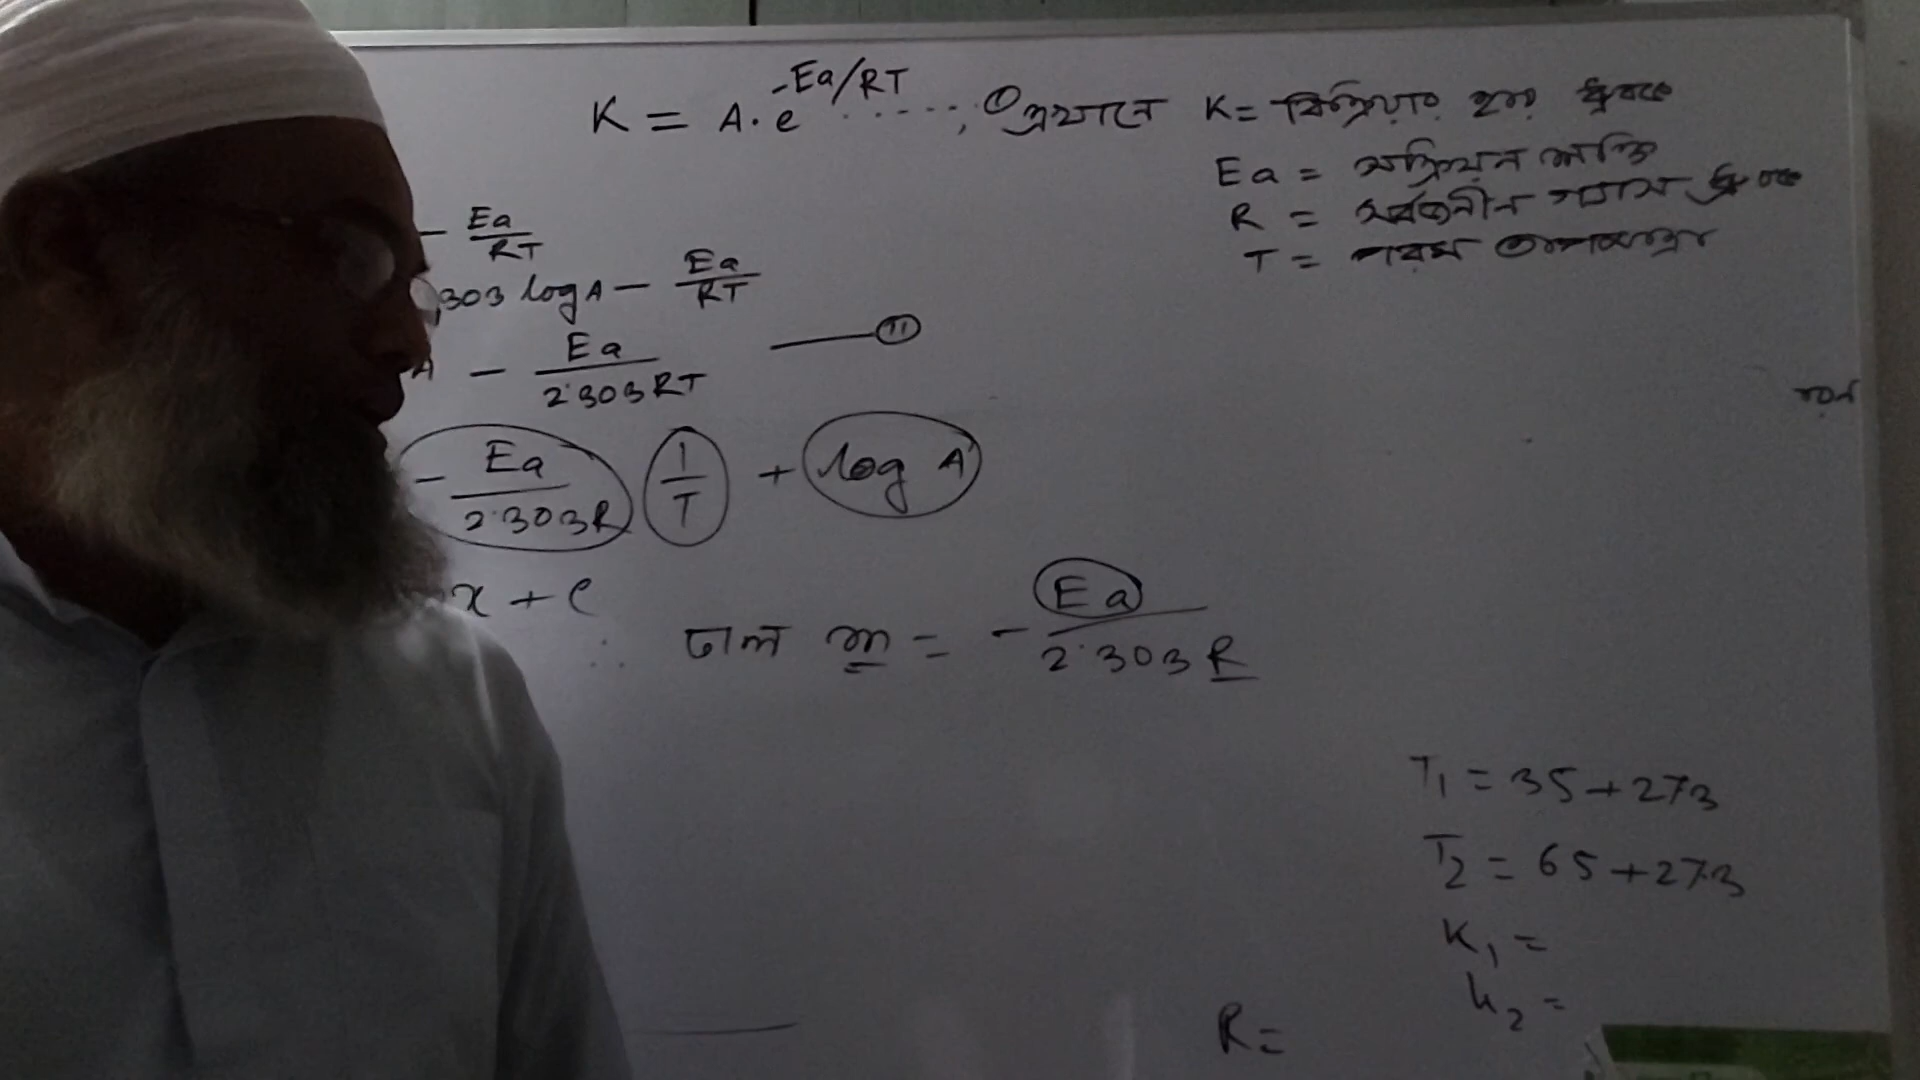 K = A. e^-Ea/RT ....., ① এখানে K = বিক্রিয়ার হার ধ্রুবক
Ea = সক্রিয়ন শক্তি
R = সর্বজনীন গ্যাস ধ্রুবক
T = পরম তাপমাত্রা
- Ea/RT
.303 log A - Ea/RT
A - Ea/2.303RT —— ⑪
- Ea/2.303R 1/T + log A
x + c
∴ ঢাল m = - Ea/2.303R
T1 = 35+273
T2 = 65+273
K1 =
k2 =
R =